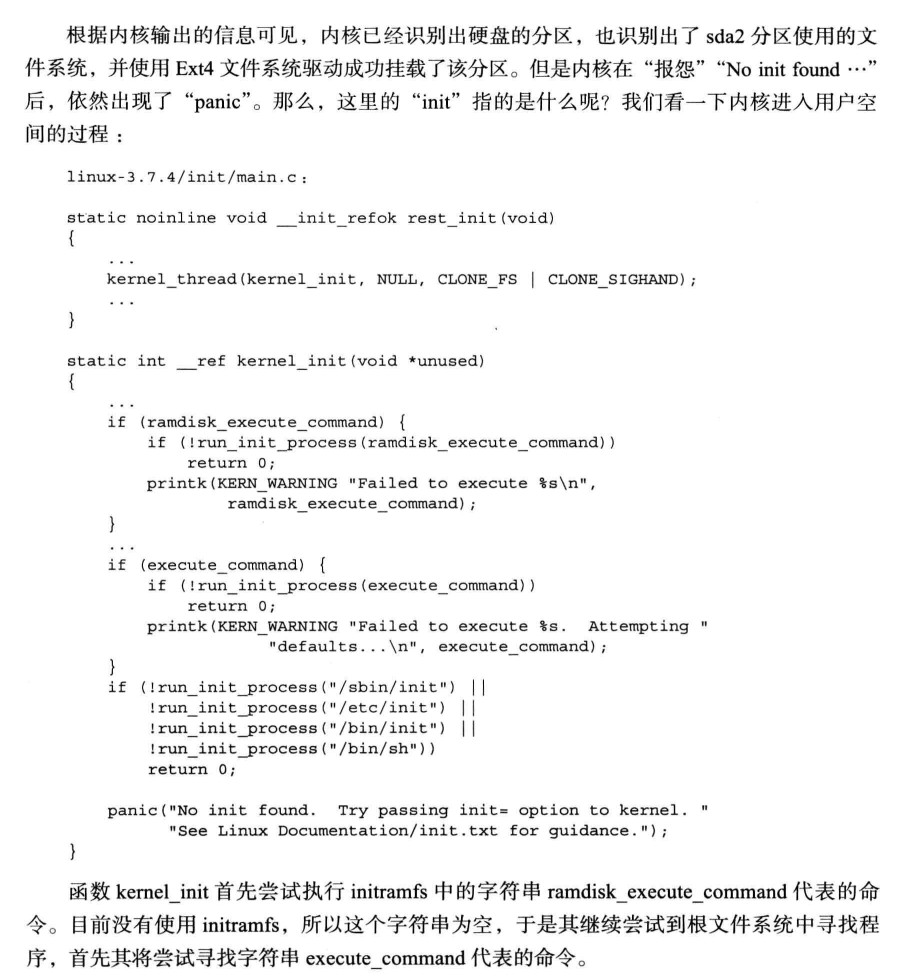 根据内核输出的信息可见，内核已经识别出硬盘的分区，也识别出了 sda2 分区使用的文
件系统，并使用 Ext4 文件系统驱动成功挂载了该分区。但是内核在“报怨”“No init found …”
后，依然出现了“panic”。那么，这里的“init”指的是什么呢？我们看一下内核进入用户空
间的过程：
linux-3.7.4/init/main.c:
static noinline void __init_refok rest_init(void)
{
    ...
    kernel_thread(kernel_init, NULL, CLONE_FS | CLONE_SIGHAND);
    ...
}
static int __ref kernel_init(void *unused)
{
    ...
    if (ramdisk_execute_command) {
        if (!run_init_process(ramdisk_execute_command))
            return 0;
        printk(KERN_WARNING "Failed to execute %s\n",
                ramdisk_execute_command);
    }
    ...
    if (execute_command) {
        if (!run_init_process(execute_command))
            return 0;
        printk(KERN_WARNING "Failed to execute %s.  Attempting "
                    "defaults...\n", execute_command);
    }
    if (!run_init_process("/sbin/init") ||
        !run_init_process("/etc/init") ||
        !run_init_process("/bin/init") ||
        !run_init_process("/bin/sh"))
        return 0;
    panic("No init found.  Try passing init= option to kernel. "
          "See Linux Documentation/init.txt for guidance.");
}
函数 kernel_init 首先尝试执行 initramfs 中的字符串 ramdisk_execute_command 代表的命
令。目前没有使用 initramfs，所以这个字符串为空，于是其继续尝试到根文件系统中寻找程
序，首先其将尝试寻找字符串 execute_command 代表的命令。